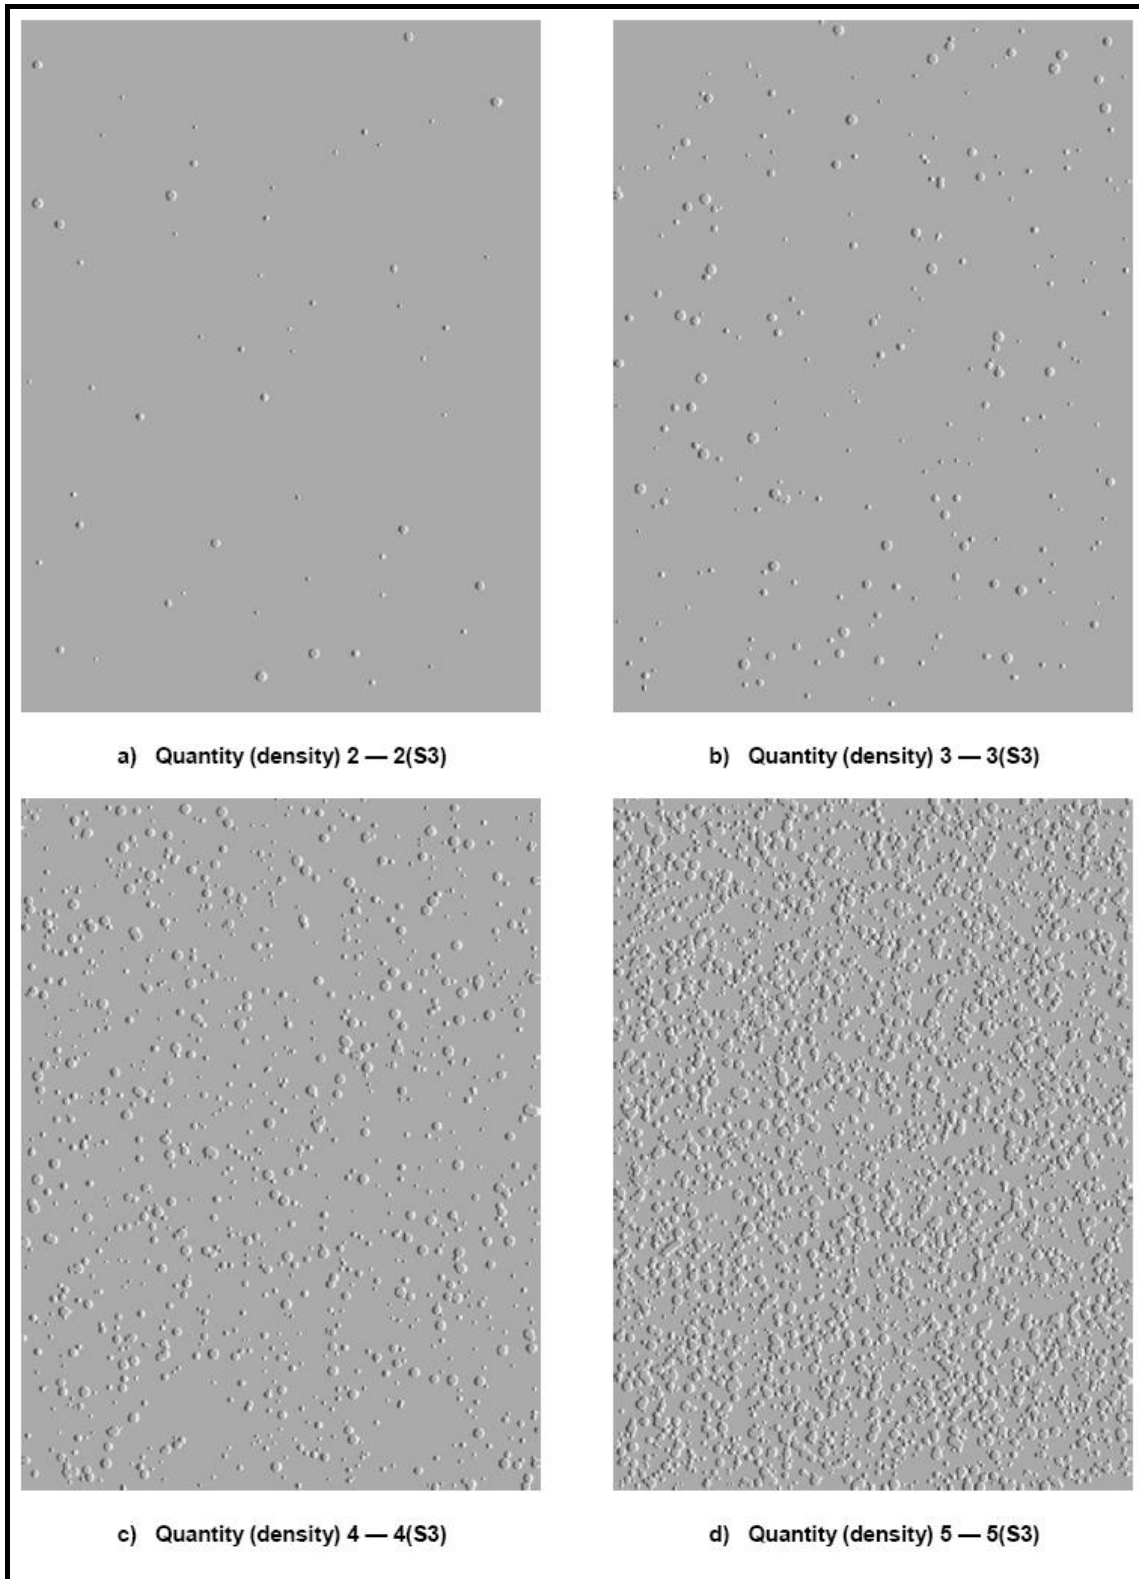 a) Quantity (density) 2 — 2(S3)
b) Quantity (density) 3 — 3(S3)
c) Quantity (density) 4 — 4(S3)
d) Quantity (density) 5 — 5(S3)